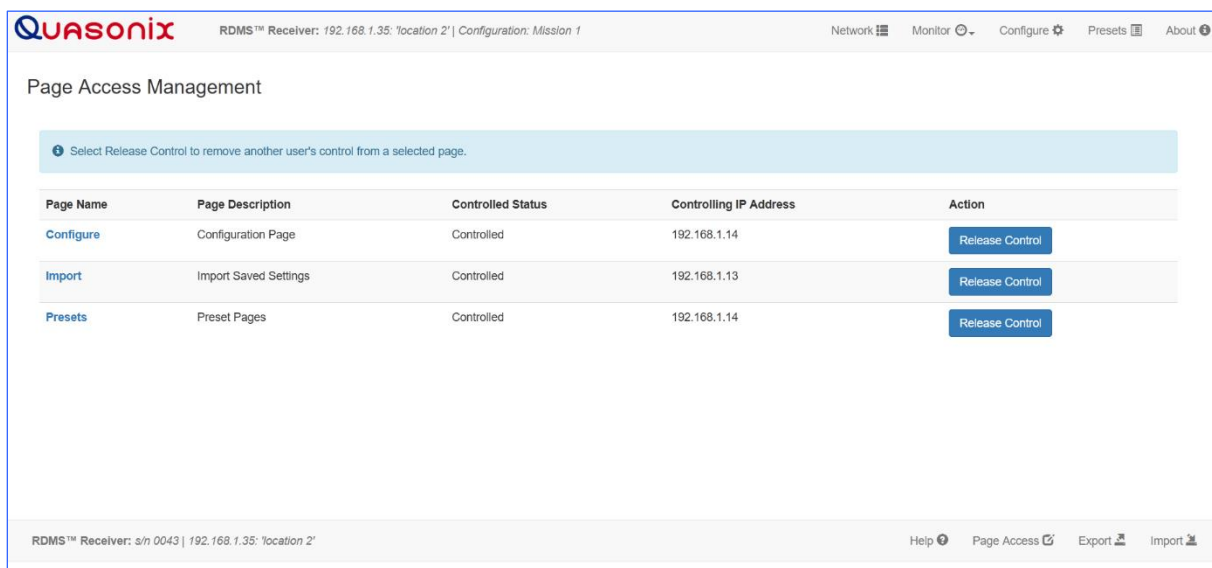 Quasonix RDMS™ Receiver: 192.168.1.35: 'location 2' | Configuration: Mission 1 Network Monitor Configure Presets About
Page Access Management
Select Release Control to remove another user's control from a selected page.
Page Name Page Description Controlled Status Controlling IP Address Action
Configure Configuration Page Controlled 192.168.1.14 Release Control
Import Import Saved Settings Controlled 192.168.1.13 Release Control
Presets Preset Pages Controlled 192.168.1.14 Release Control
RDMS™ Receiver: s/n 0043 | 192.168.1.35: 'location 2' Help Page Access Export Import